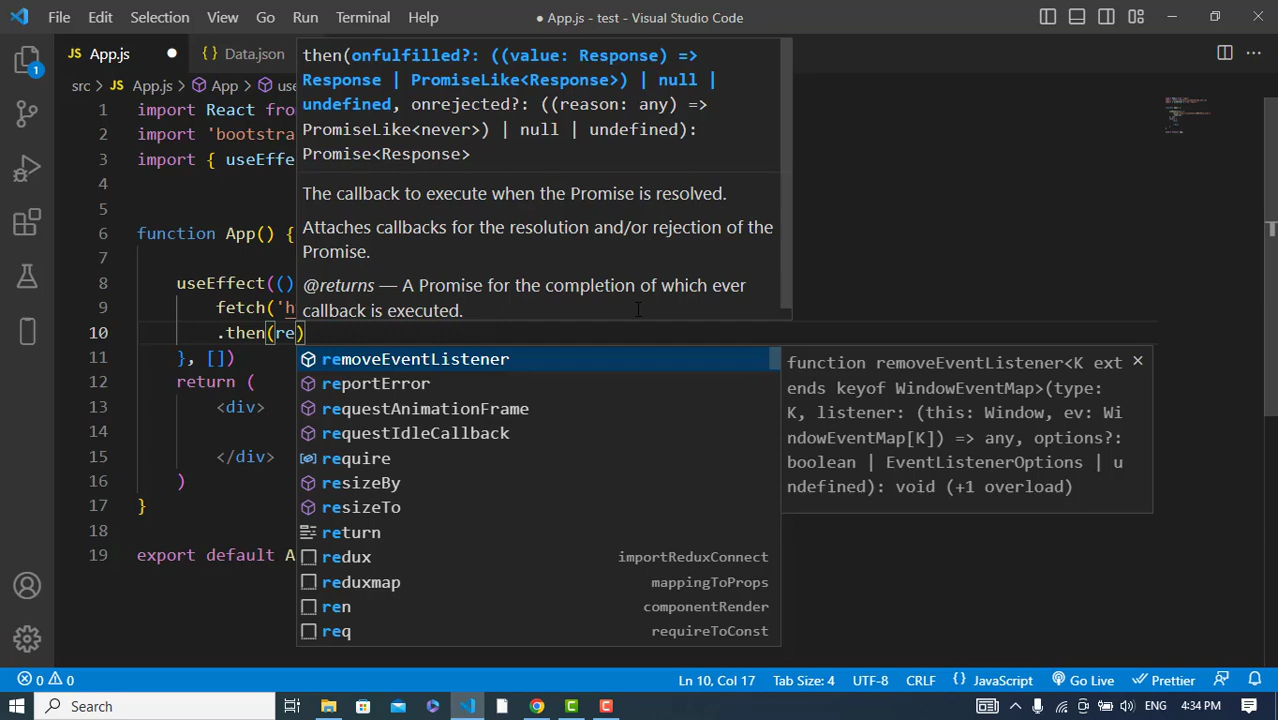 File Edit Selection View Go Run Terminal Help
● App.js - test - Visual Studio Code
JS App.js ●
{} Data.json
src > JS App.js > App > use
1 import React fro
2 import 'bootstra
3 import { useEffe
4
5
6 function App() {
7
8 useEffect(()
9 fetch('h
10 .then(re)
11 }, [])
12 return (
13 <div>
14
15 </div>
16 )
17 }
18
19 export default A
then(onfulfilled?: ((value: Response) =>
Response | PromiseLike<Response>) | null |
undefined, onrejected?: ((reason: any) =>
PromiseLike<never>) | null | undefined):
Promise<Response>
The callback to execute when the Promise is resolved.
Attaches callbacks for the resolution and/or rejection of the
Promise.
@returns — A Promise for the completion of which ever
callback is executed.
removeEventListener
reportError
requestAnimationFrame
requestIdleCallback
require
resizeBy
resizeTo
return
redux importReduxConnect
reduxmap mappingToProps
ren componentRender
req requireToConst
function removeEventListener<K ext
ends keyof WindowEventMap>(type:
K, listener: (this: Window, ev: Wi
ndowEventMap[K]) => any, options?:
boolean | EventListenerOptions | u
ndefined): void (+1 overload)
1
0 0
Ln 10, Col 17 Tab Size: 4 UTF-8 CRLF {} JavaScript Go Live Prettier
Search
ENG 4:34 PM